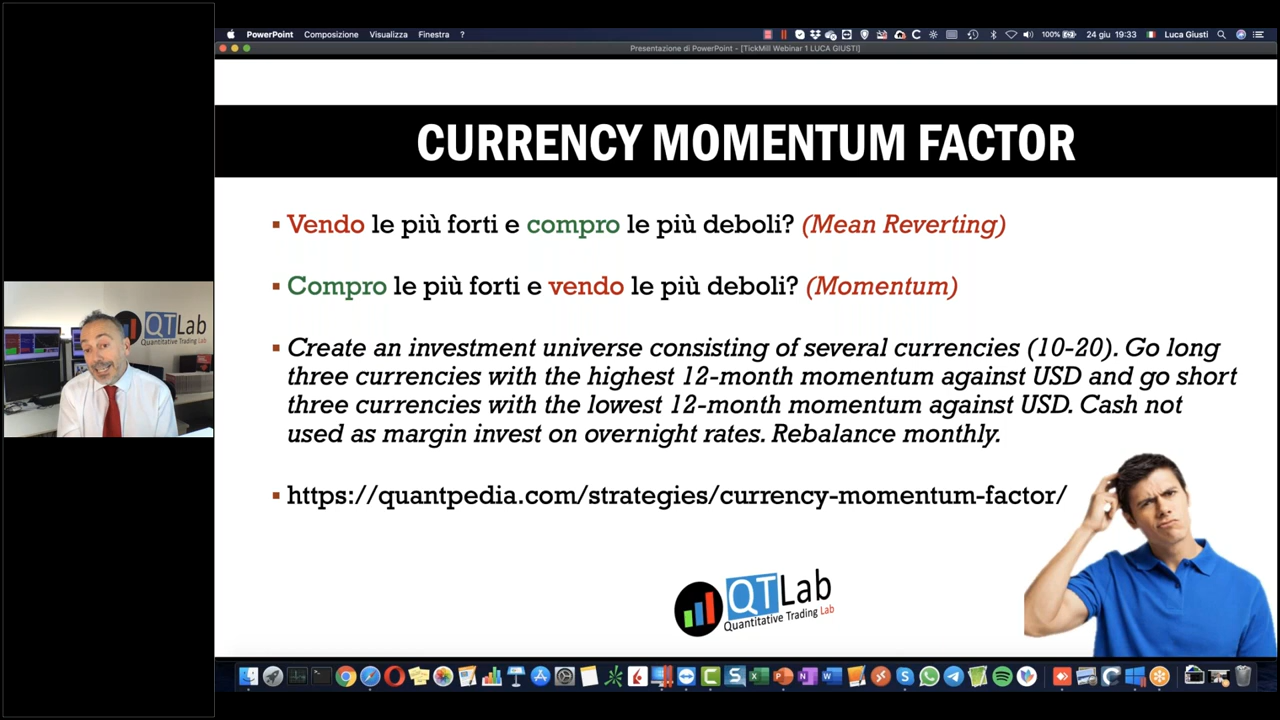 PowerPoint Composizione Visualizza Finestra ?
100% 24 giu 19:33 Luca Giusti
Presentazione di PowerPoint - [TickMill Webinar 1 LUCA GIUSTI]
CURRENCY MOMENTUM FACTOR
Vendo le più forti e compro le più deboli? (Mean Reverting)
Compro le più forti e vendo le più deboli? (Momentum)
Create an investment universe consisting of several currencies (10-20). Go long
three currencies with the highest 12-month momentum against USD and go short
three currencies with the lowest 12-month momentum against USD. Cash not
used as margin invest on overnight rates. Rebalance monthly.
https://quantpedia.com/strategies/currency-momentum-factor/
QTLab
Quantitative Trading Lab
QTLab
Quantitative Trading Lab